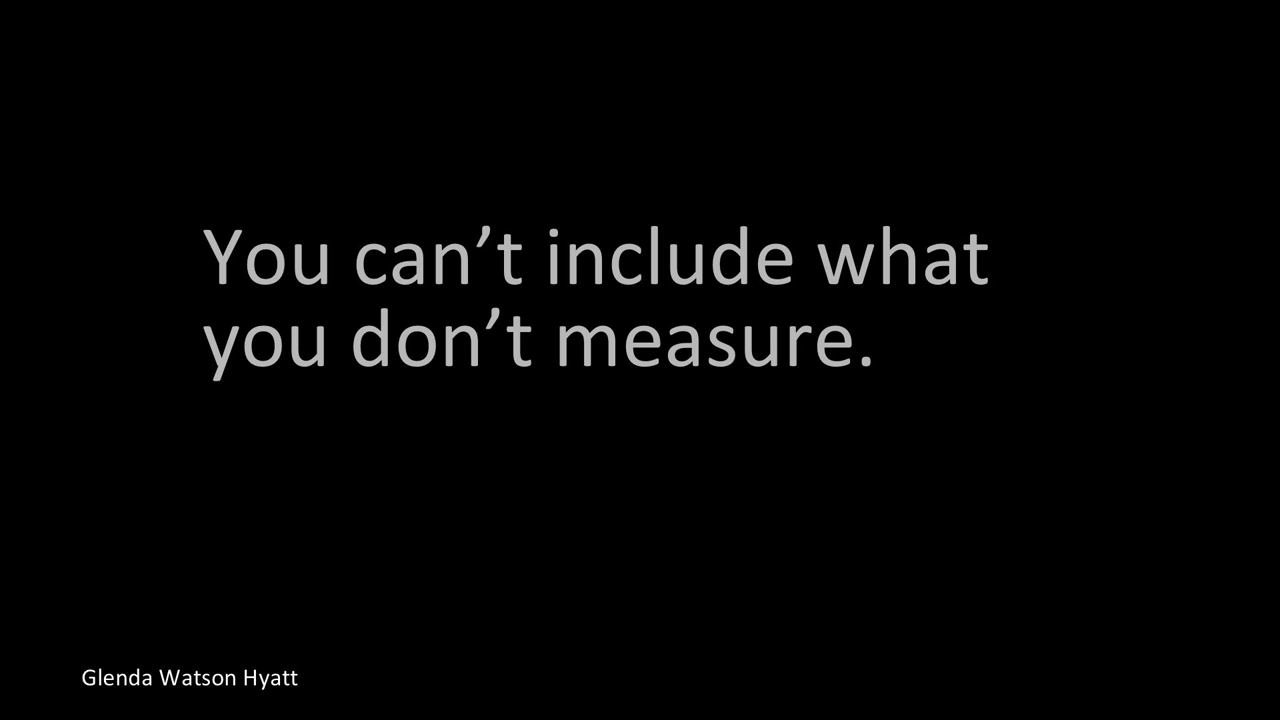 You can’t include what
you don’t measure.
Glenda Watson Hyatt